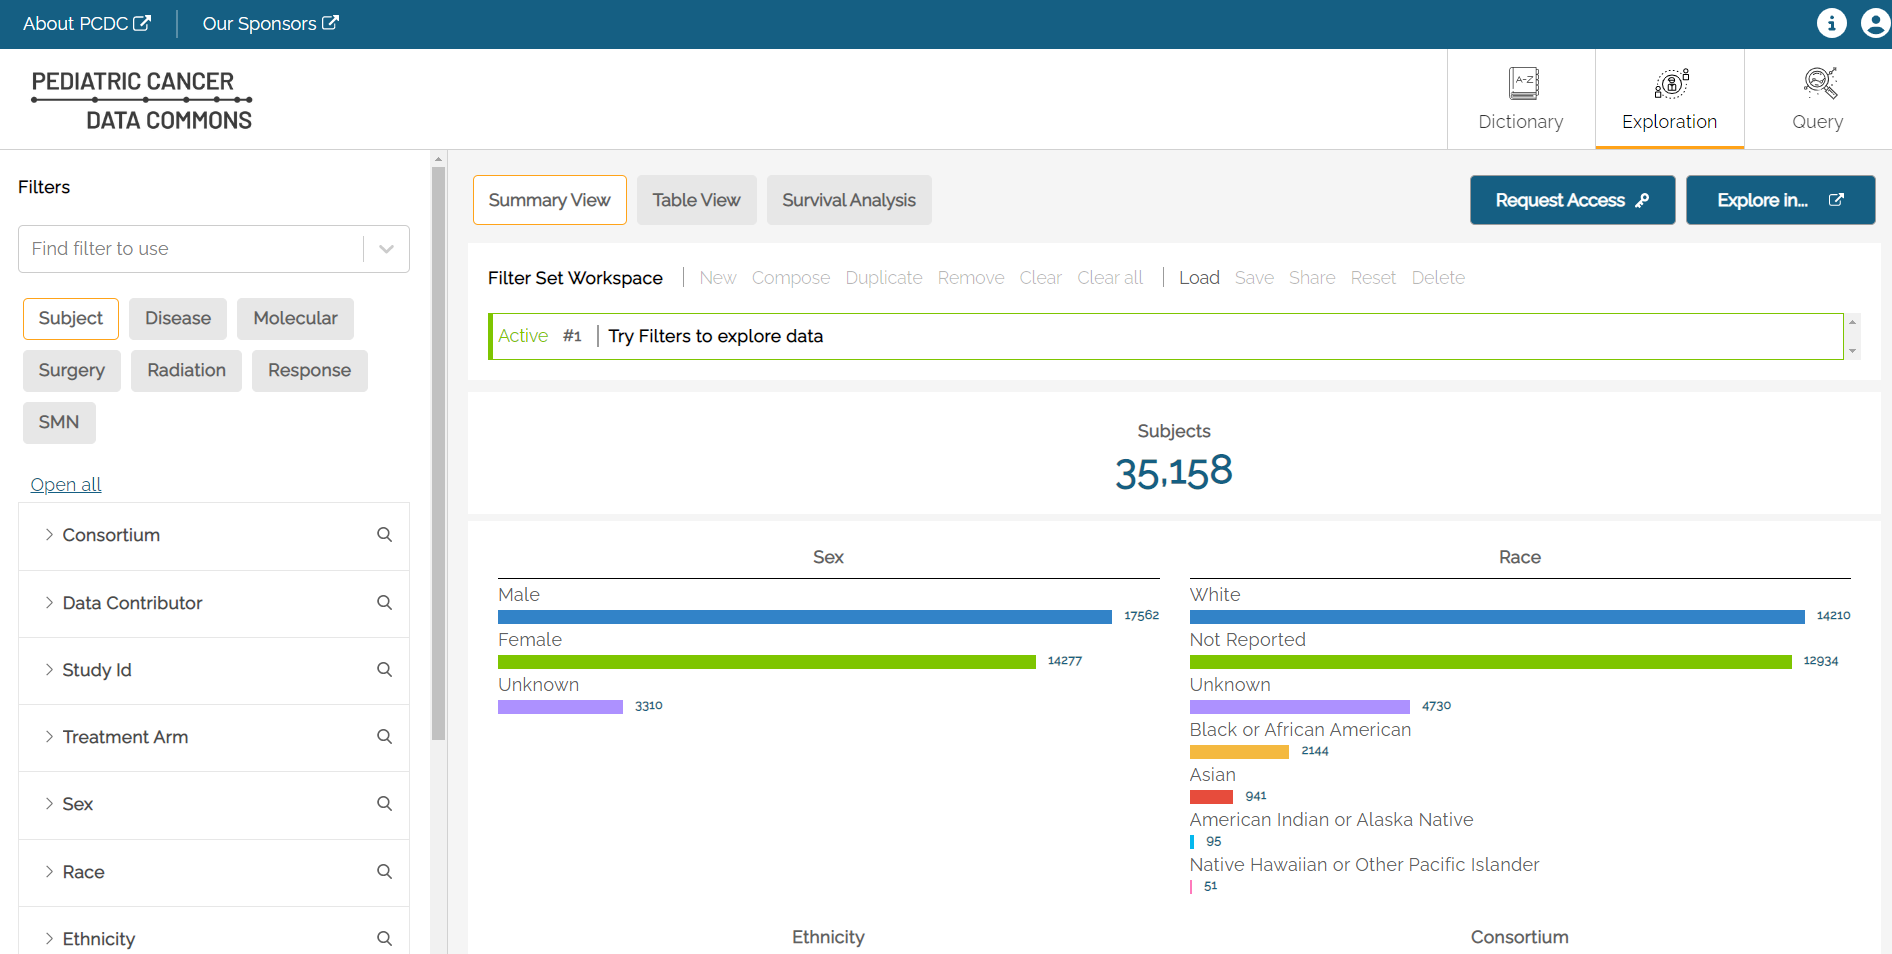 About PCDC
Our Sponsors
PEDIATRIC CANCER
DATA COMMONS
A-Z
Dictionary
Exploration
Query
Filters
Find filter to use
Subject
Disease
Molecular
Surgery
Radiation
Response
SMN
Open all
Consortium
Data Contributor
Study Id
Treatment Arm
Sex
Race
Ethnicity
Summary View
Table View
Survival Analysis
Request Access
Explore in...
Filter Set Workspace
New
Compose
Duplicate
Remove
Clear
Clear all
Load
Save
Share
Reset
Delete
Active
#1
Try Filters to explore data
Subjects
35,158
Sex
Male
17562
Female
14277
Unknown
3310
Race
White
14210
Not Reported
12934
Unknown
4730
Black or African American
2144
Asian
941
American Indian or Alaska Native
95
Native Hawaiian or Other Pacific Islander
51
Ethnicity
Consortium